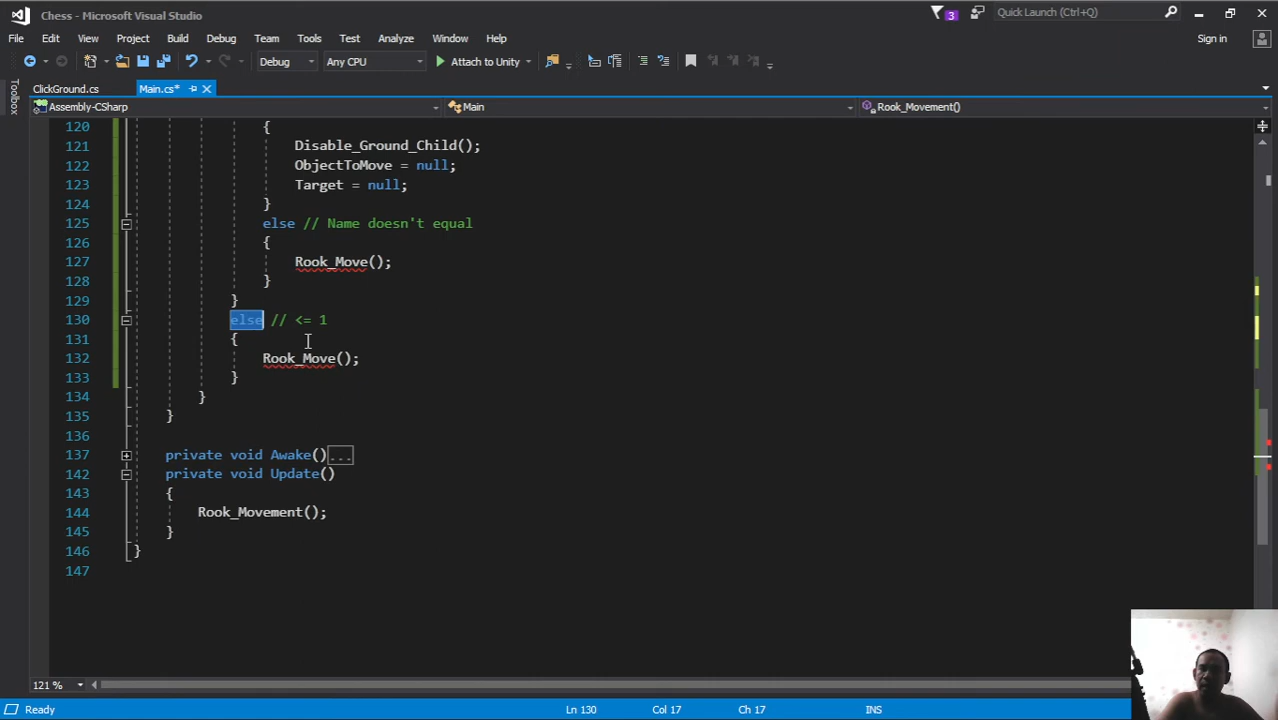 Chess - Microsoft Visual Studio
3
Quick Launch (Ctrl+Q)
File Edit View Project Build Debug Team Tools Test Analyze Window Help
Sign in
Debug Any CPU Attach to Unity
Toolbox
ClickGround.cs Main.cs*
Assembly-CSharp Main Rook_Movement()
120 {
121 Disable_Ground_Child();
122 ObjectToMove = null;
123 Target = null;
124 }
125 else // Name doesn't equal
126 {
127 Rook_Move();
128 }
129 }
130 else // <= 1
131 {
132 Rook_Move();
133 }
134 }
135 }
136
137 private void Awake()...
142 private void Update()
143 {
144 Rook_Movement();
145 }
146 }
147
121 %
Ready Ln 130 Col 17 Ch 17 INS